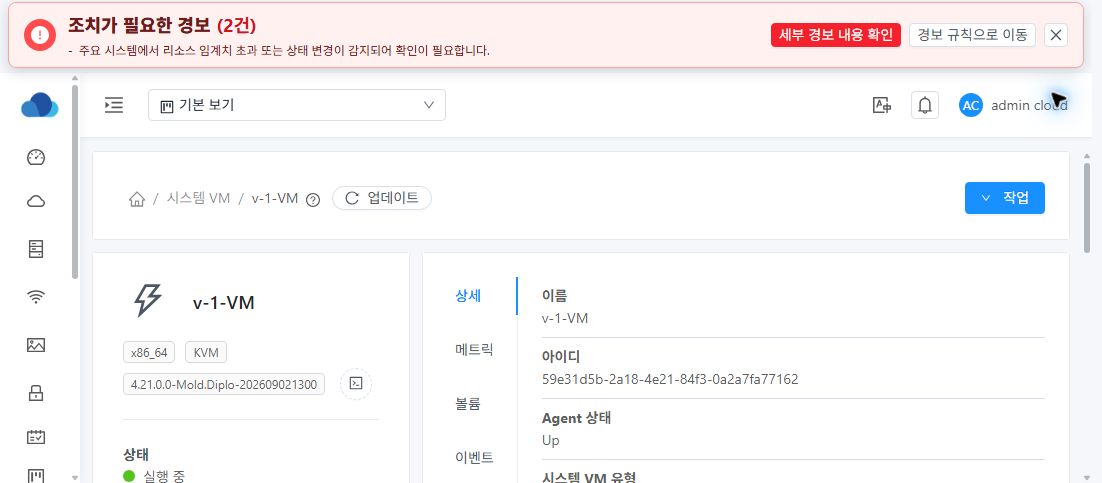 조치가 필요한 경보 (2건)
- 주요 시스템에서 리소스 임계치 초과 또는 상태 변경이 감지되어 확인이 필요합니다.
세부 경보 내용 확인
경보 규칙으로 이동
기본 보기
AC admin cloud
/ 시스템 VM / v-1-VM
업데이트
작업
v-1-VM
x86_64 KVM
4.21.0.0-Mold.Diplo-202609021300
상태
실행 중
상세
메트릭
볼륨
이벤트
이름
v-1-VM
아이디
59e31d5b-2a18-4e21-84f3-0a2a7fa77162
Agent 상태
Up
시스템 VM 유형